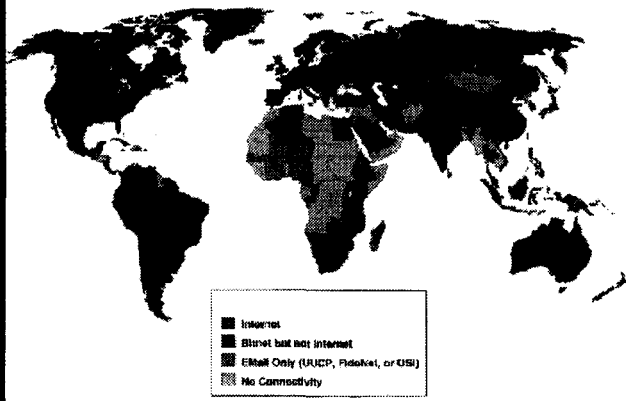 Internet
Bitnet but not Internet
EMail Only (UUCP, FidoNet, or OSI)
No Connectivity